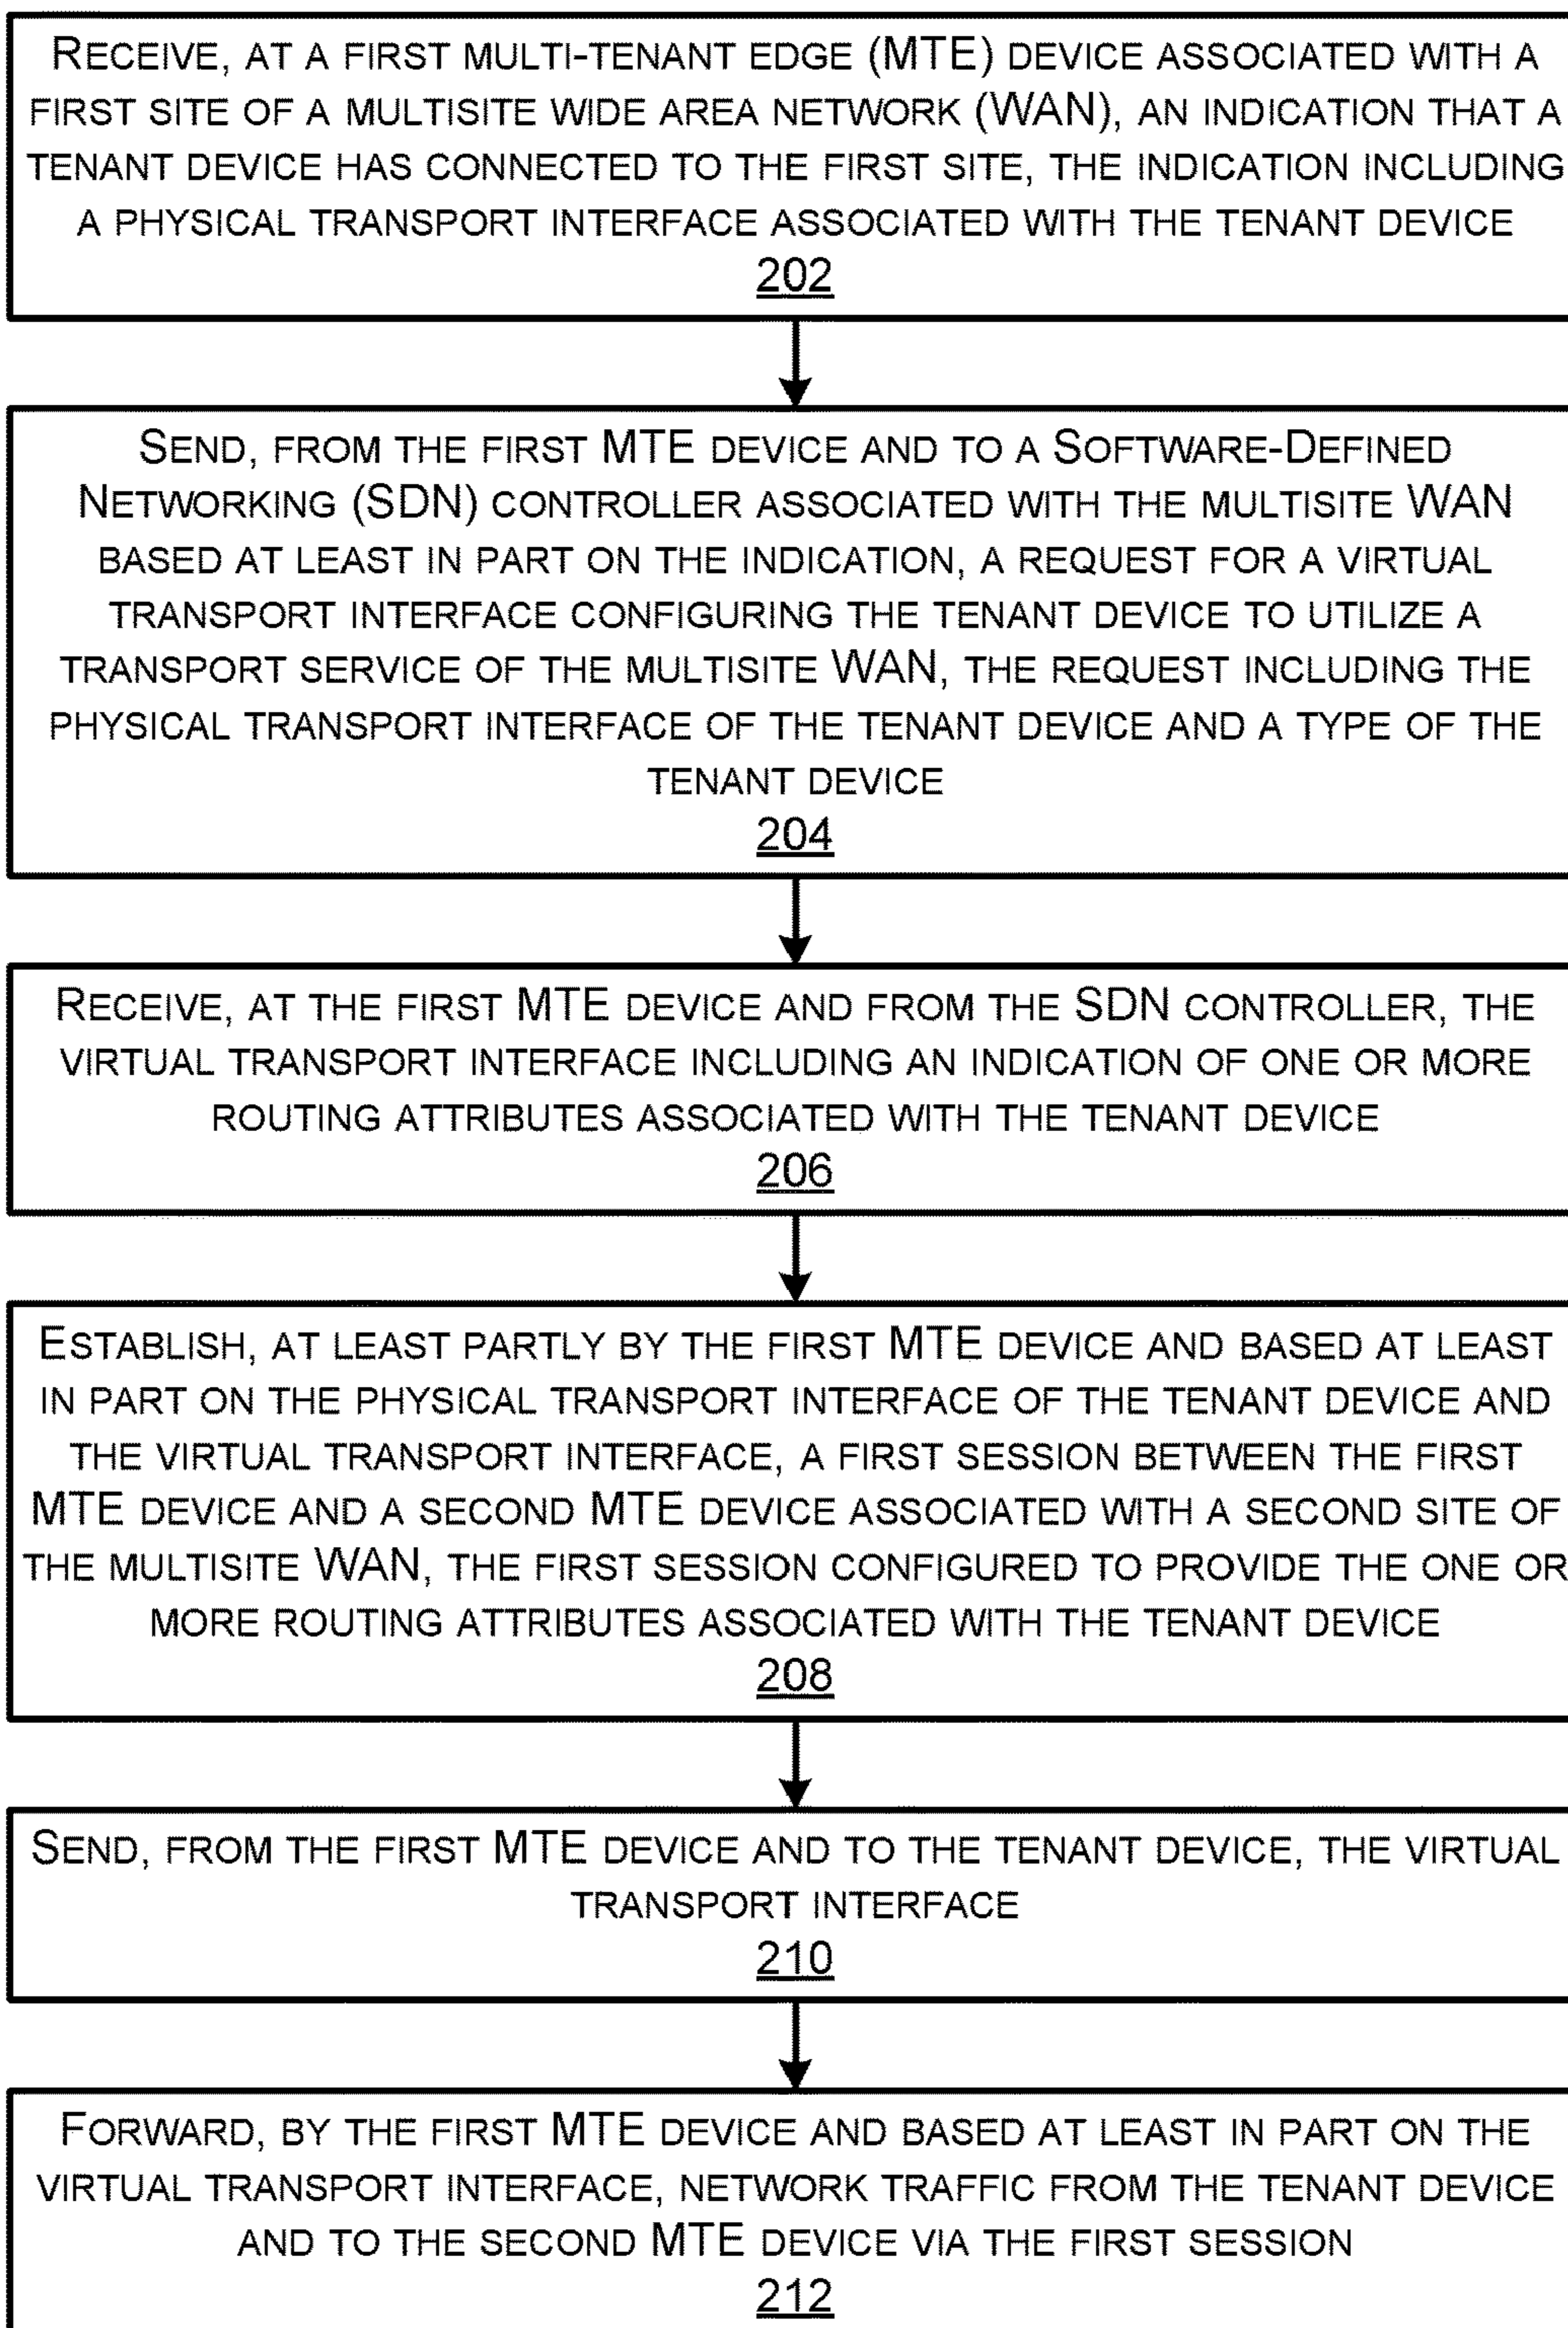 RECEIVE, AT A FIRST MULTI-TENANT EDGE (MTE) DEVICE ASSOCIATED WITH A
FIRST SITE OF A MULTISITE WIDE AREA NETWORK (WAN), AN INDICATION THAT A
TENANT DEVICE HAS CONNECTED TO THE FIRST SITE, THE INDICATION INCLUDING
A PHYSICAL TRANSPORT INTERFACE ASSOCIATED WITH THE TENANT DEVICE
202
SEND, FROM THE FIRST MTE DEVICE AND TO A SOFTWARE-DEFINED
NETWORKING (SDN) CONTROLLER ASSOCIATED WITH THE MULTISITE WAN
BASED AT LEAST IN PART ON THE INDICATION, A REQUEST FOR A VIRTUAL
TRANSPORT INTERFACE CONFIGURING THE TENANT DEVICE TO UTILIZE A
TRANSPORT SERVICE OF THE MULTISITE WAN, THE REQUEST INCLUDING THE
PHYSICAL TRANSPORT INTERFACE OF THE TENANT DEVICE AND A TYPE OF THE
TENANT DEVICE
204
RECEIVE, AT THE FIRST MTE DEVICE AND FROM THE SDN CONTROLLER, THE
VIRTUAL TRANSPORT INTERFACE INCLUDING AN INDICATION OF ONE OR MORE
ROUTING ATTRIBUTES ASSOCIATED WITH THE TENANT DEVICE
206
ESTABLISH, AT LEAST PARTLY BY THE FIRST MTE DEVICE AND BASED AT LEAST
IN PART ON THE PHYSICAL TRANSPORT INTERFACE OF THE TENANT DEVICE AND
THE VIRTUAL TRANSPORT INTERFACE, A FIRST SESSION BETWEEN THE FIRST
MTE DEVICE AND A SECOND MTE DEVICE ASSOCIATED WITH A SECOND SITE OF
THE MULTISITE WAN, THE FIRST SESSION CONFIGURED TO PROVIDE THE ONE OR
MORE ROUTING ATTRIBUTES ASSOCIATED WITH THE TENANT DEVICE
208
SEND, FROM THE FIRST MTE DEVICE AND TO THE TENANT DEVICE, THE VIRTUAL
TRANSPORT INTERFACE
210
FORWARD, BY THE FIRST MTE DEVICE AND BASED AT LEAST IN PART ON THE
VIRTUAL TRANSPORT INTERFACE, NETWORK TRAFFIC FROM THE TENANT DEVICE
AND TO THE SECOND MTE DEVICE VIA THE FIRST SESSION
212